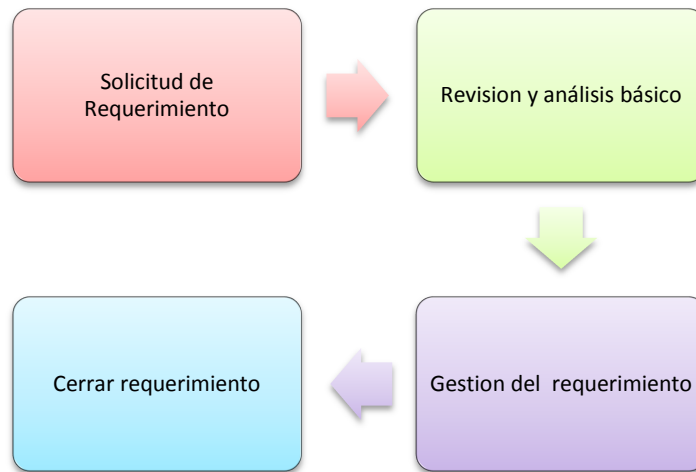 Solicitud de
Requerimiento
Revision y análisis básico
Gestion del  requerimiento
Cerrar requerimiento